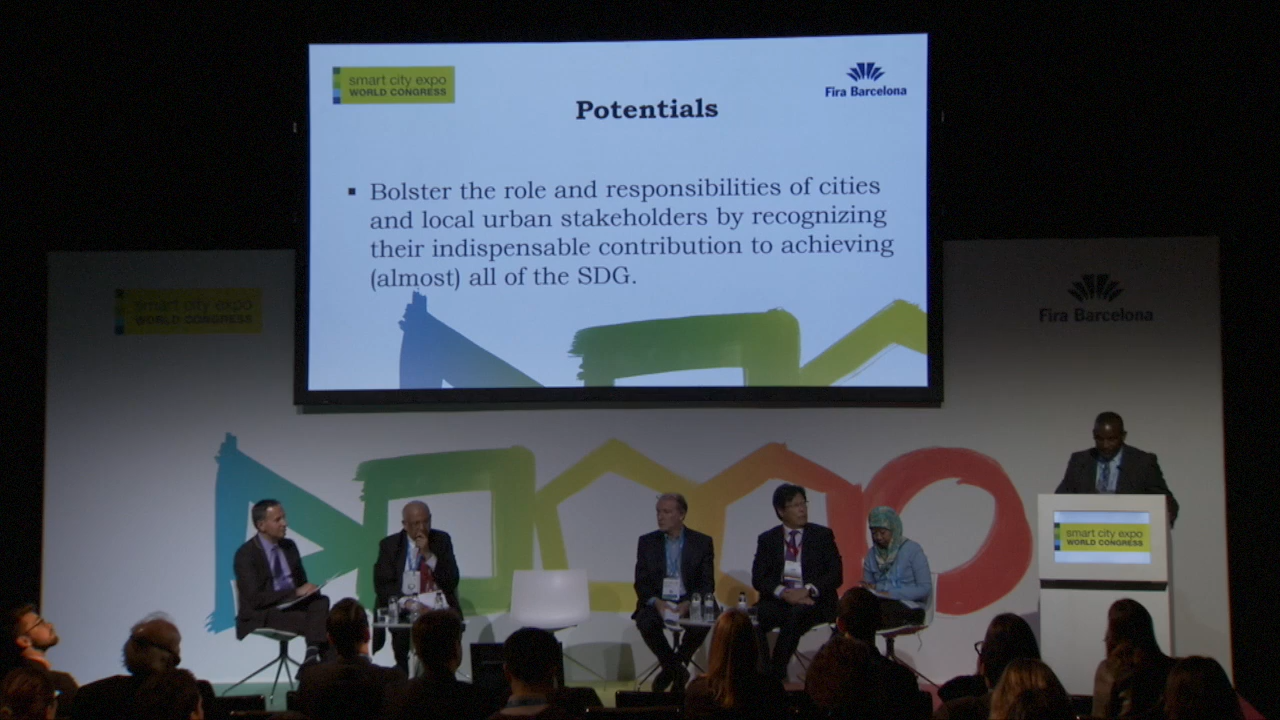 smart city expo
WORLD CONGRESS
Fira Barcelona
Potentials
▪ Bolster the role and responsibilities of cities
and local urban stakeholders by recognizing
their indispensable contribution to achieving
(almost) all of the SDG.
smart city expo
WORLD CONGRESS
Fira Barcelona
smart city expo
WORLD CONGRESS